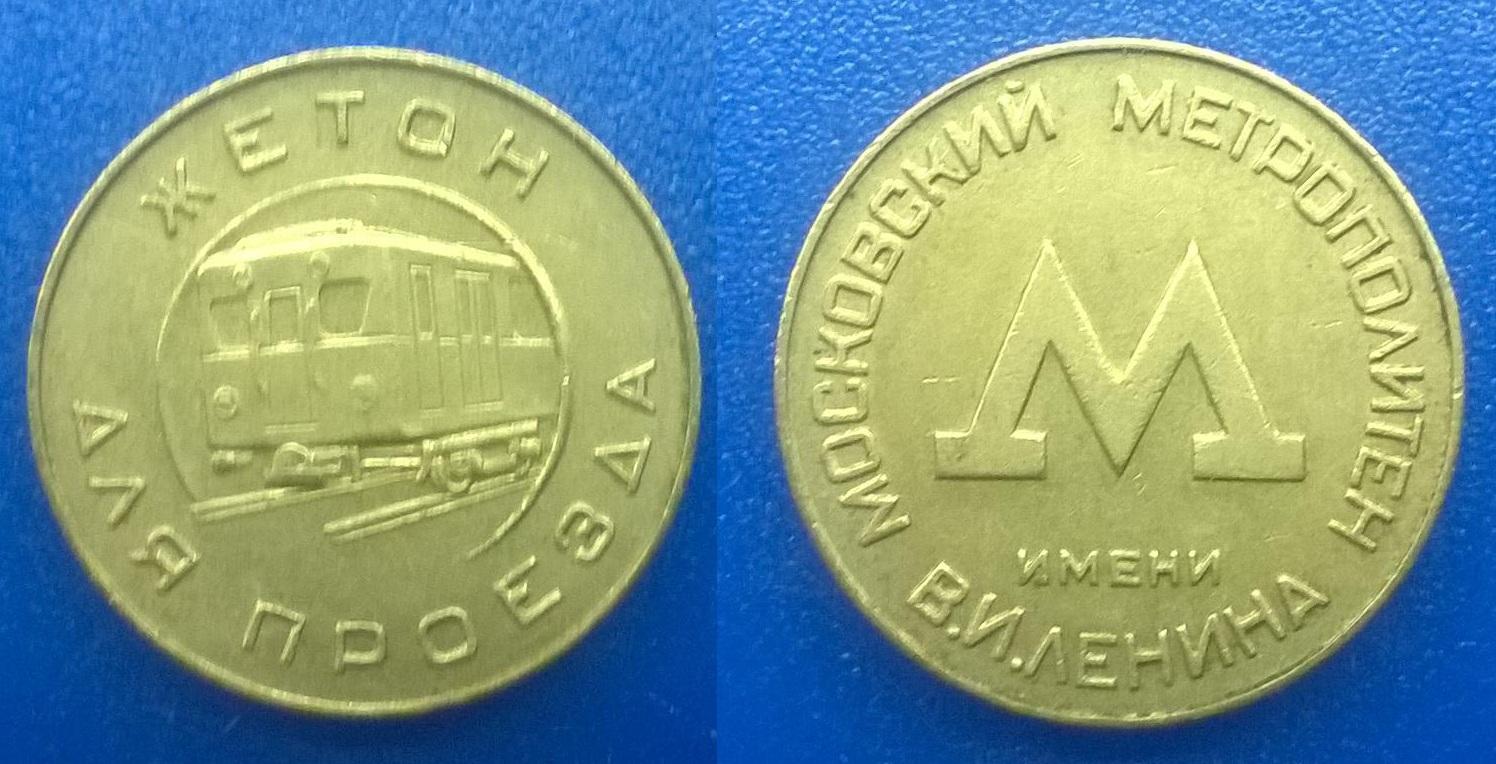 ЖЕТОН
ДЛЯ ПРОЕЗДА
МОСКОВСКИЙ МЕТРОПОЛИТЕН
М
ИМЕНИ
В.И.ЛЕНИНА